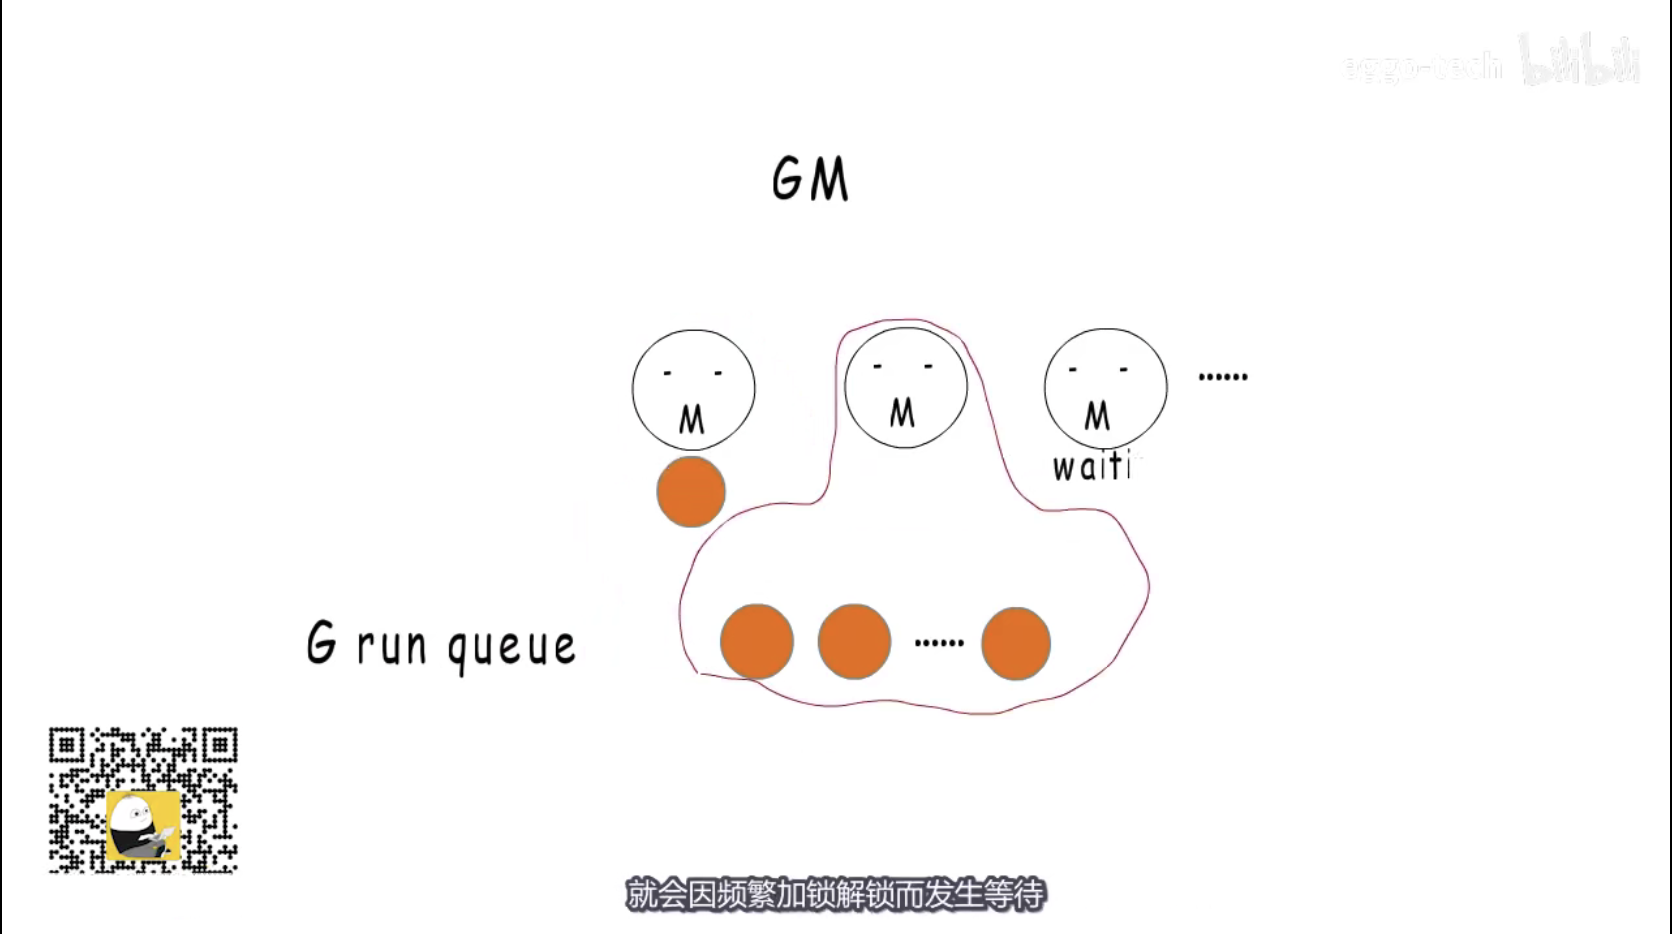 eggo-tech bilibili
GM
M
M
M
......
waiti
G run queue
......
就会因频繁加锁解锁而发生等待